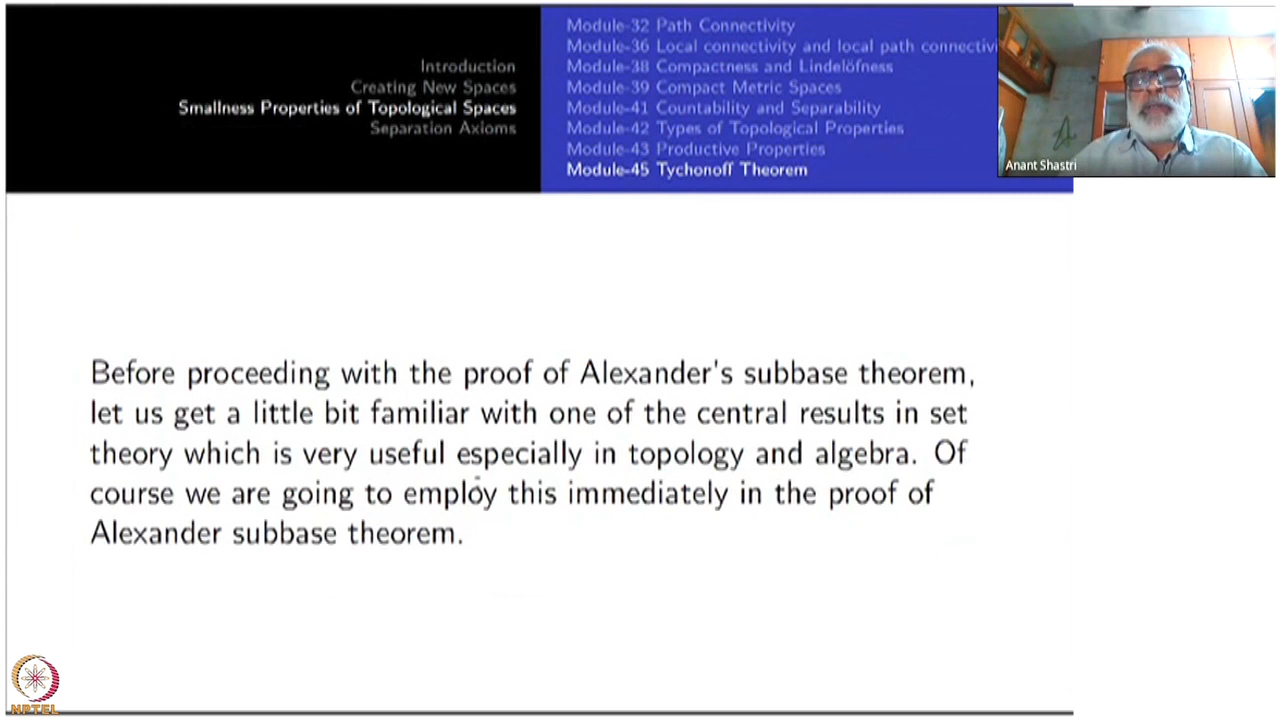 Introduction
Creating New Spaces
Smallness Properties of Topological Spaces
Separation Axioms
Module-32 Path Connectivity
Module-36 Local connectivity and local path connectiv
Module-38 Compactness and Lindelöfness
Module-39 Compact Metric Spaces
Module-41 Countability and Separability
Module-42 Types of Topological Properties
Module-43 Productive Properties
Module-45 Tychonoff Theorem
Anant Shastri
Before proceeding with the proof of Alexander's subbase theorem,
let us get a little bit familiar with one of the central results in set
theory which is very useful especially in topology and algebra. Of
course we are going to employ this immediately in the proof of
Alexander subbase theorem.
NPTEL